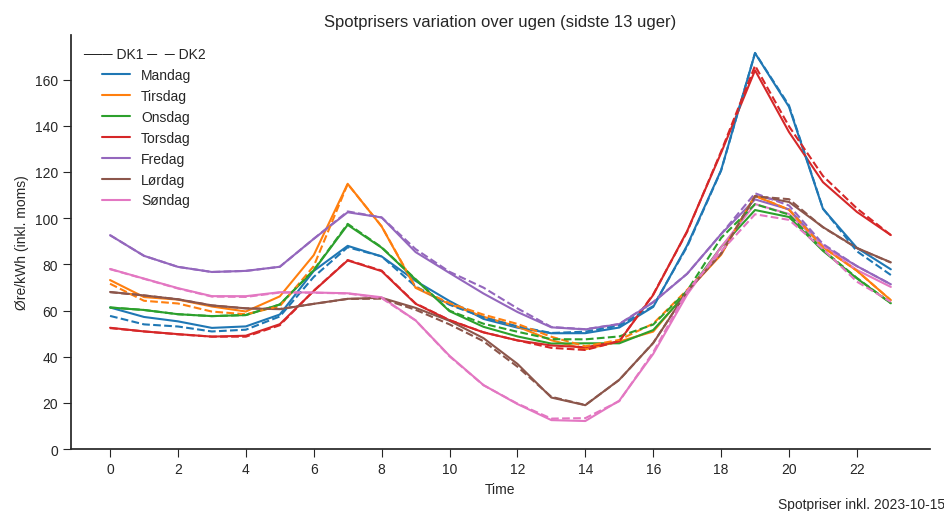 Spotprisers variation over ugen (sidste 13 uger)
DK1 DK2
Mandag
Tirsdag
Onsdag
Torsdag
Fredag
Lørdag
Søndag
Øre/kWh (inkl. moms)
160
140
120
100
80
60
40
20
0
0 2 4 6 8 10 12 14 16 18 20 22
Time
Spotpriser inkl. 2023-10-15